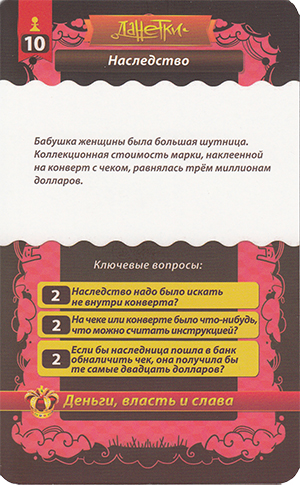 ДАНЕТКИ
10
Наследство
Бабушка женщины была большая шутница.
Коллекционная стоимость марки, наклеенной
на конверт с чеком, равнялась трём миллионам
долларов.
Ключевые вопросы:
2 Наследство надо было искать
не внутри конверта?
2 На чеке или конверте было что-нибудь,
что можно считать инструкцией?
2 Если бы наследница пошла в банк
обналичить чек, она получила бы
те самые двадцать долларов?
Деньги, власть и слава